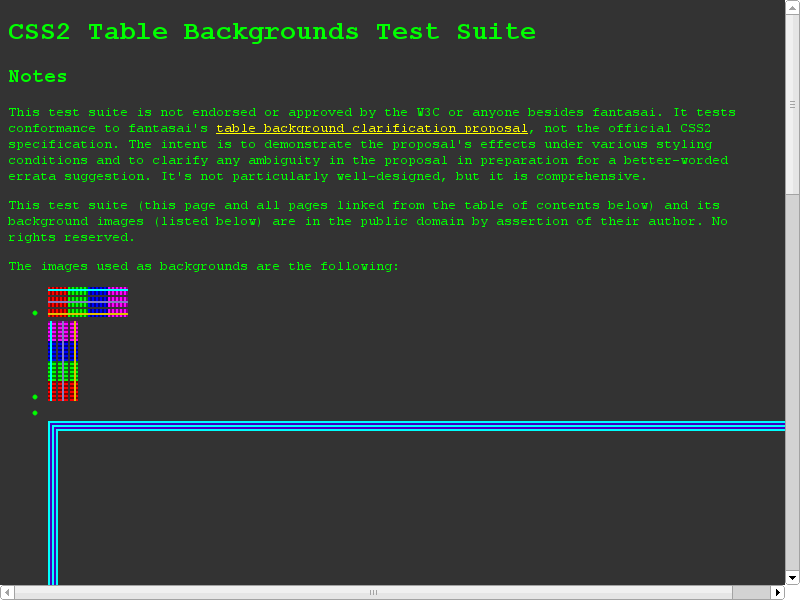 CSS2 Table Backgrounds Test Suite
Notes
This test suite is not endorsed or approved by the W3C or anyone besides fantasai. It tests
conformance to fantasai's table background clarification proposal, not the official CSS2
specification. The intent is to demonstrate the proposal's effects under various styling
conditions and to clarify any ambiguity in the proposal in preparation for a better-worded
errata suggestion. It's not particularly well-designed, but it is comprehensive.
This test suite (this page and all pages linked from the table of contents below) and its
background images (listed below) are in the public domain by assertion of their author. No
rights reserved.
The images used as backgrounds are the following: